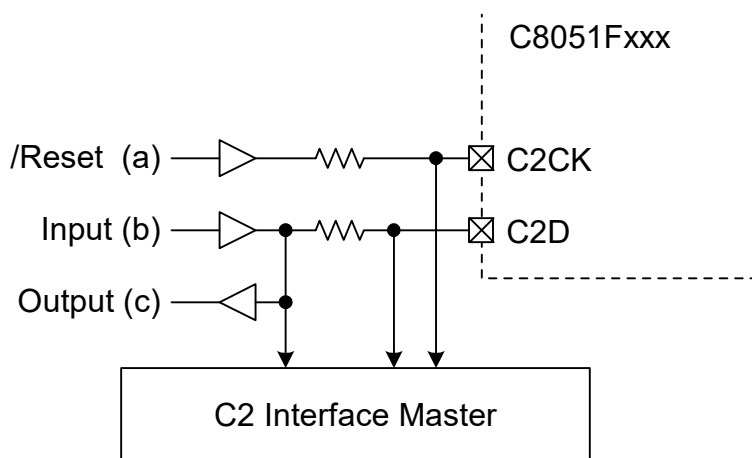 C8051Fxxx
/Reset (a)
C2CK
Input (b)
C2D
Output (c)
C2 Interface Master